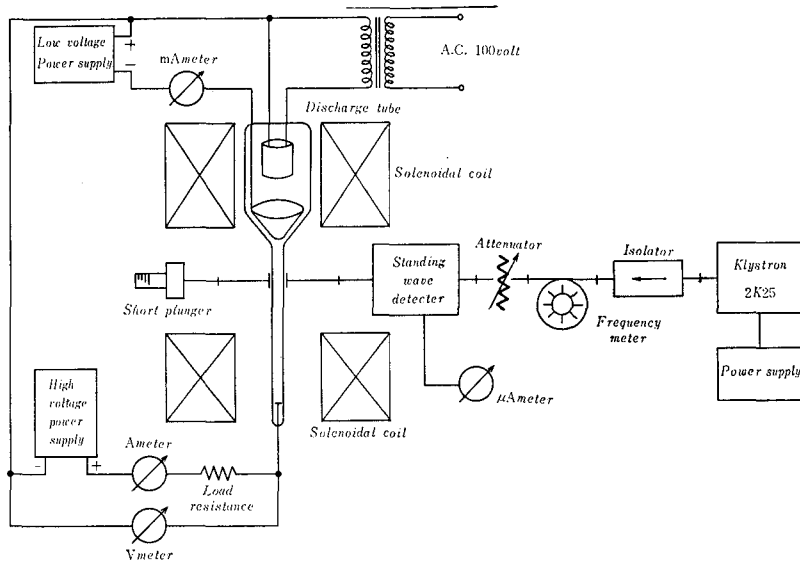 Low voltage
Power supply
+
−
mAmeter
A.C. 100volt
Discharge tube
Solenoidal coil
Attenuator
Isolator
Klystron
2K25
Standing
wave
detecter
Short plunger
Frequency
meter
Power supply
μAmeter
High
voltage
power
supply
Solenoidal coil
-
+
Ameter
Load
resistance
Vmeter